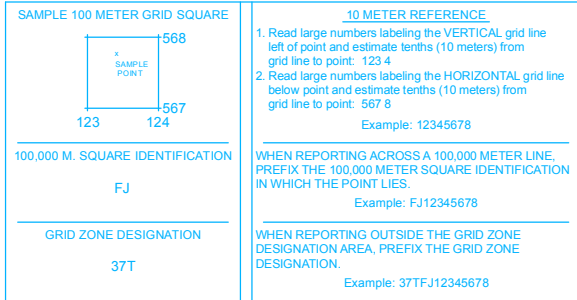 SAMPLE 100 METER GRID SQUARE
568
x
SAMPLE
POINT
567
123
124
100,000 M. SQUARE IDENTIFICATION
FJ
GRID ZONE DESIGNATION
37T
10 METER REFERENCE
1. Read large numbers labeling the VERTICAL grid line
left of point and estimate tenths (10 meters) from
grid line to point: 123 4
2. Read large numbers labeling the HORIZONTAL grid line
below point and estimate tenths (10 meters) from
grid line to point: 567 8
Example: 12345678
WHEN REPORTING ACROSS A 100,000 METER LINE,
PREFIX THE 100,000 METER SQUARE IDENTIFICATION
IN WHICH THE POINT LIES.
Example: FJ12345678
WHEN REPORTING OUTSIDE THE GRID ZONE
DESIGNATION AREA, PREFIX THE GRID ZONE
DESIGNATION.
Example: 37TFJ12345678